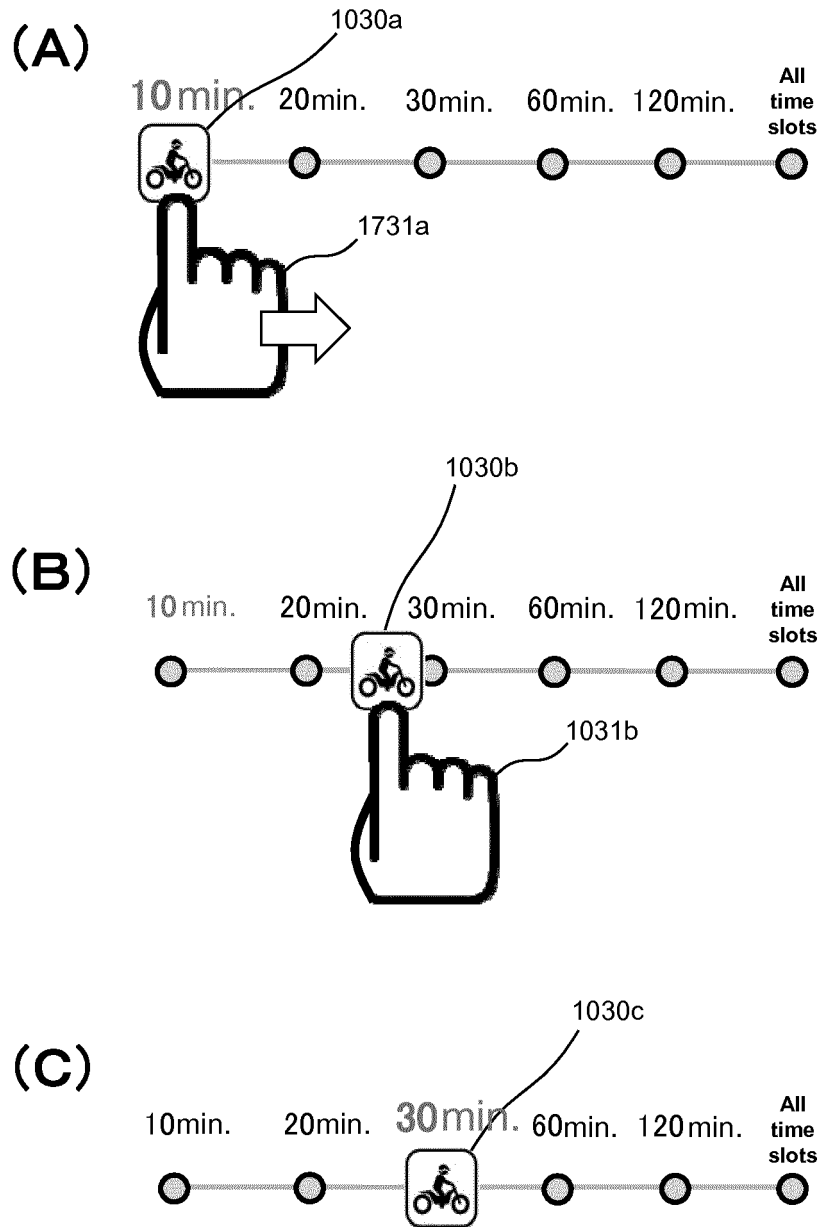 1030a
(A)
10min. 20min. 30min. 60min. 120min. All
time
slots
1731a
1030b
(B)
10min. 20min. 30min. 60min. 120min. All
time
slots
1031b
1030c
(C)
10min. 20min. 30min. 60min. 120min. All
time
slots